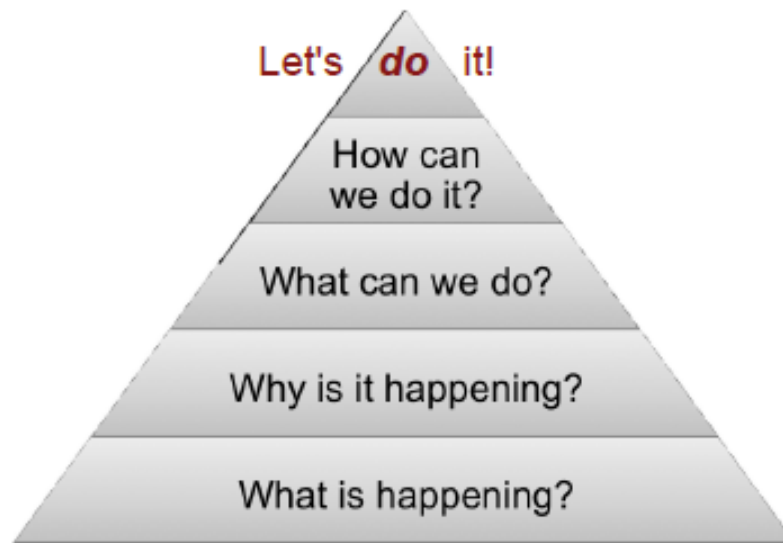 Let's do it!
How can
we do it?
What can we do?
Why is it happening?
What is happening?